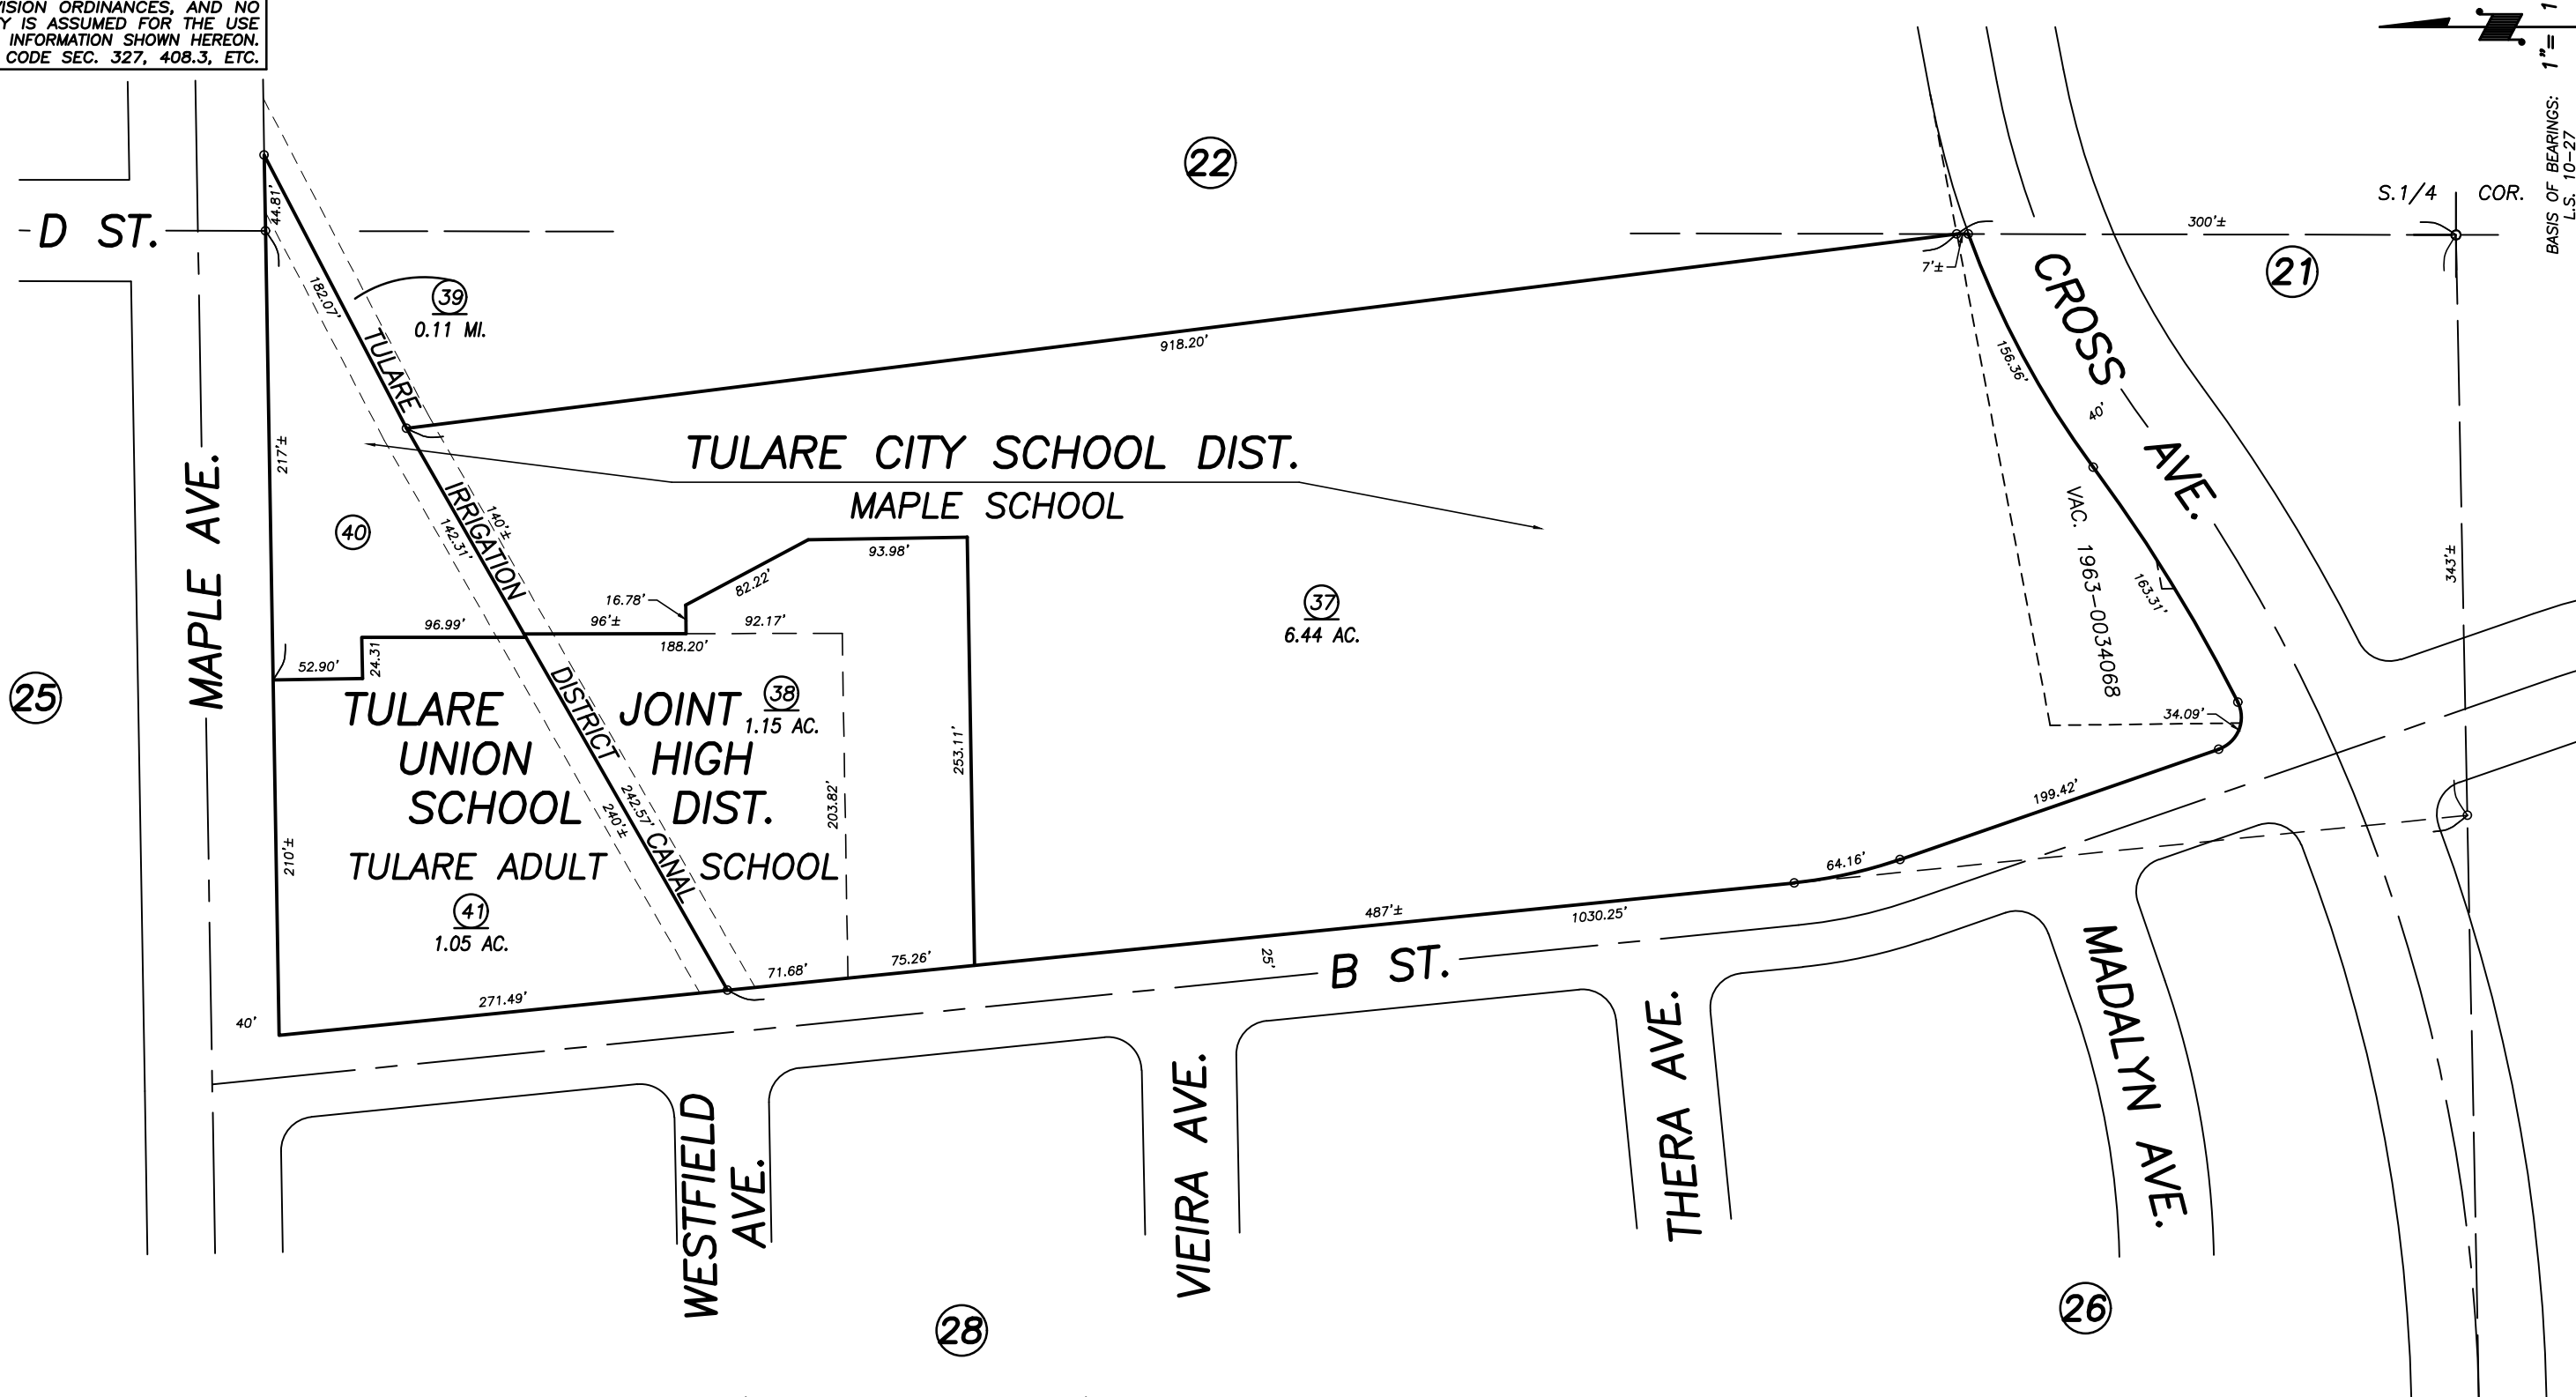 VISION ORDINANCES, AND NO
Y IS ASSUMED FOR THE USE
INFORMATION SHOWN HEREON.
CODE SEC. 327, 408.3, ETC.
1"= 1
BASIS OF BEARINGS:
L.S. 10-27
22
S.1/4 COR.
300'±
21
D ST.
44.81'
182.07'
39
0.11 MI.
7'±
918.20'
CROSS AVE.
156.36'
40'
TULARE IRRIGATION DISTRICT CANAL
217'±
TULARE CITY SCHOOL DIST.
MAPLE SCHOOL
40
142.31'
140'±
93.98'
82.22'
16.78'
96.99'
96'±
92.17'
188.20'
52.90'
24.31
37
6.44 AC.
VAC. 1963-0034068
163.31'
343'±
34.09'
25
MAPLE AVE.
TULARE JOINT
UNION HIGH
SCHOOL DIST.
TULARE ADULT SCHOOL
38
1.15 AC.
41
1.05 AC.
210'±
240'±
242.57'
203.82'
253.11'
199.42'
64.16'
487'±
1030.25'
25'
75.26'
71.68'
271.49'
40'
B ST.
WESTFIELD
AVE.
VIEIRA AVE.
THERA AVE.
MADALYN AVE.
28
26